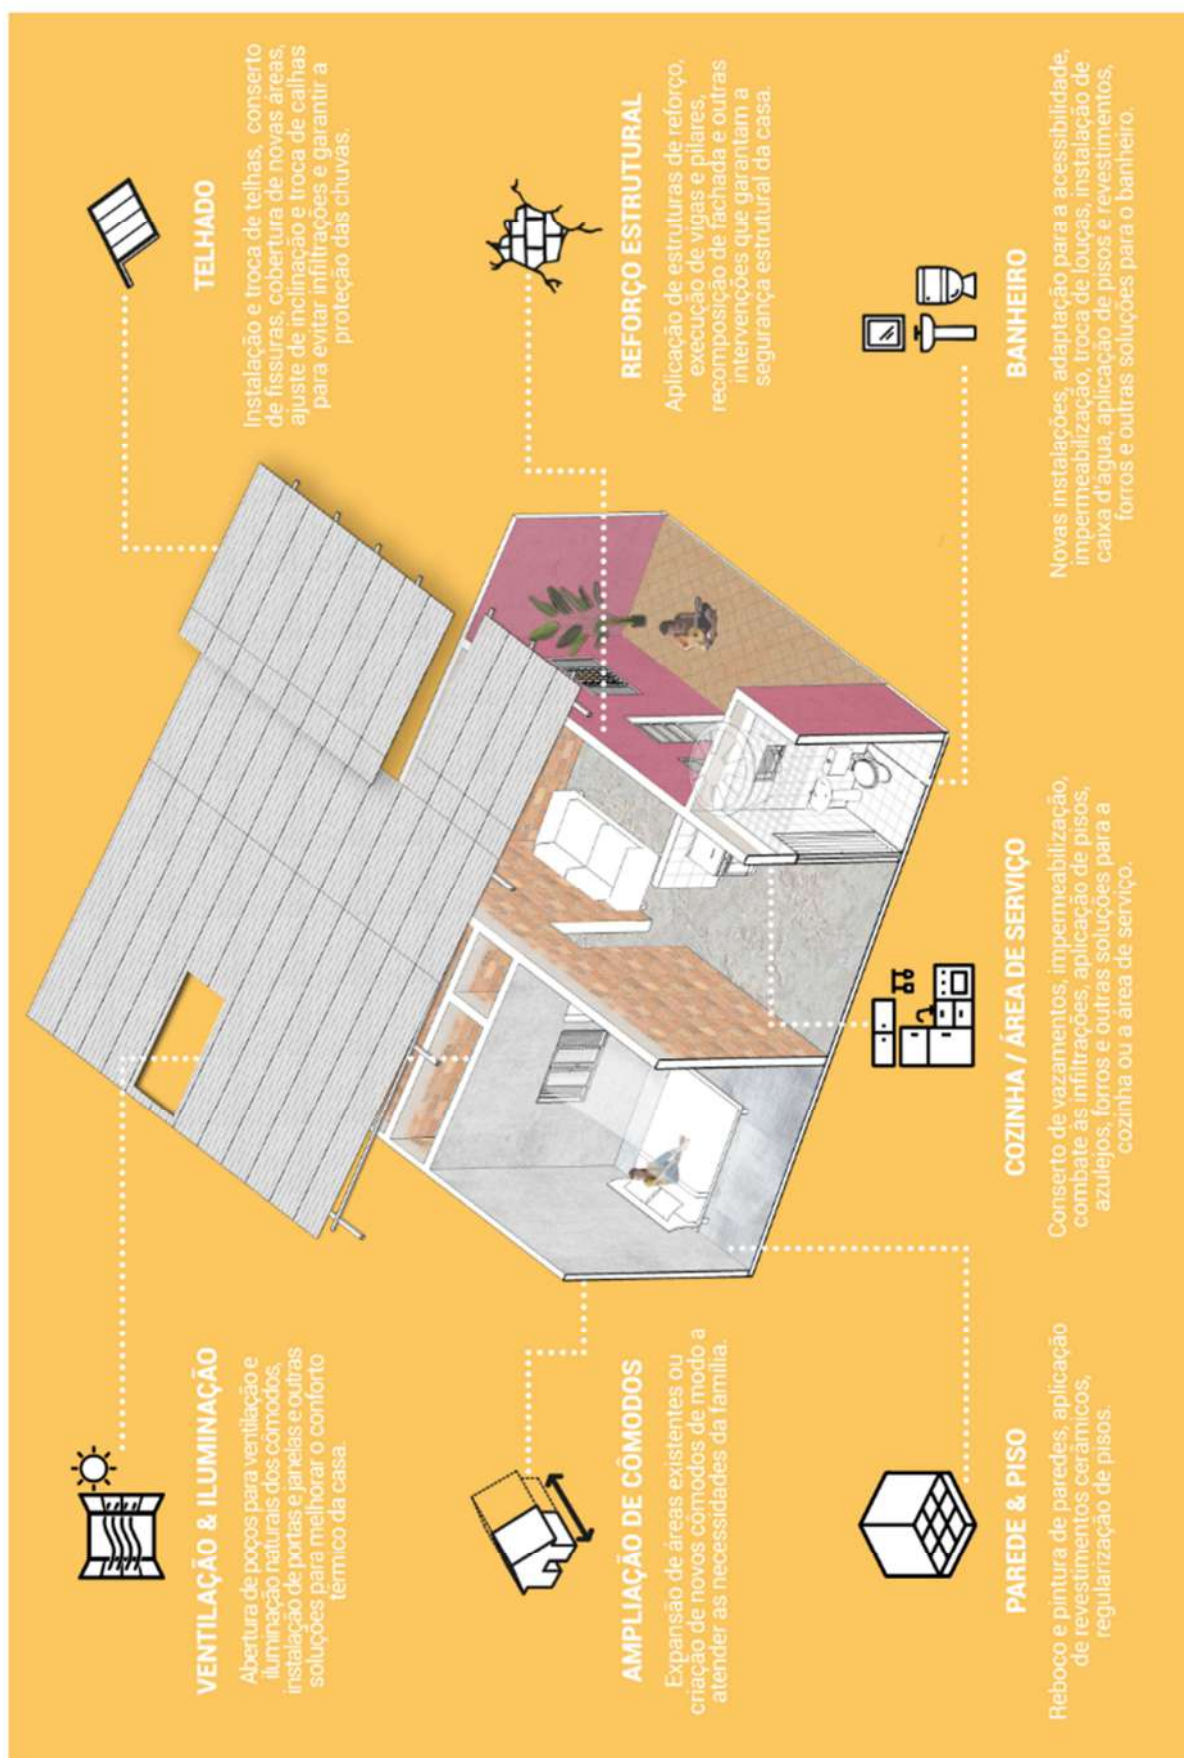 VENTILAÇÃO & ILUMINAÇÃO
Abertura de poços para ventilação e
iluminação naturais dos cômodos,
instalação de portas e janelas e outras
soluções para melhorar o conforto
térmico da casa.
TELHADO
Instalação e troca de telhas, conserto
de fissuras, cobertura de novas áreas,
ajuste de inclinação e troca de calhas
para evitar infiltrações e garantir a
proteção das chuvas.
AMPLIAÇÃO DE CÔMODOS
Expansão de áreas existentes ou
criação de novos cômodos de modo a
atender as necessidades da família.
REFORÇO ESTRUTURAL
Aplicação de estruturas de reforço,
execução de vigas e pilares,
recomposição de fachada e outras
intervenções que garantam a
segurança estrutural da casa.
PAREDE & PISO
Reboco e pintura de paredes, aplicação
de revestimentos cerâmicos,
regularização de pisos.
COZINHA / ÁREA DE SERVIÇO
Conserto de vazamentos, impermeabilização,
combate às infiltrações, aplicação de pisos,
azulejos, forros e outras soluções para a
cozinha ou a área de serviço.
BANHEIRO
Novas instalações, adaptação para a acessibilidade,
impermeabilização, troca de louças, instalação de
caixa d'água, aplicação de pisos e revestimentos,
forros e outras soluções para o banheiro.